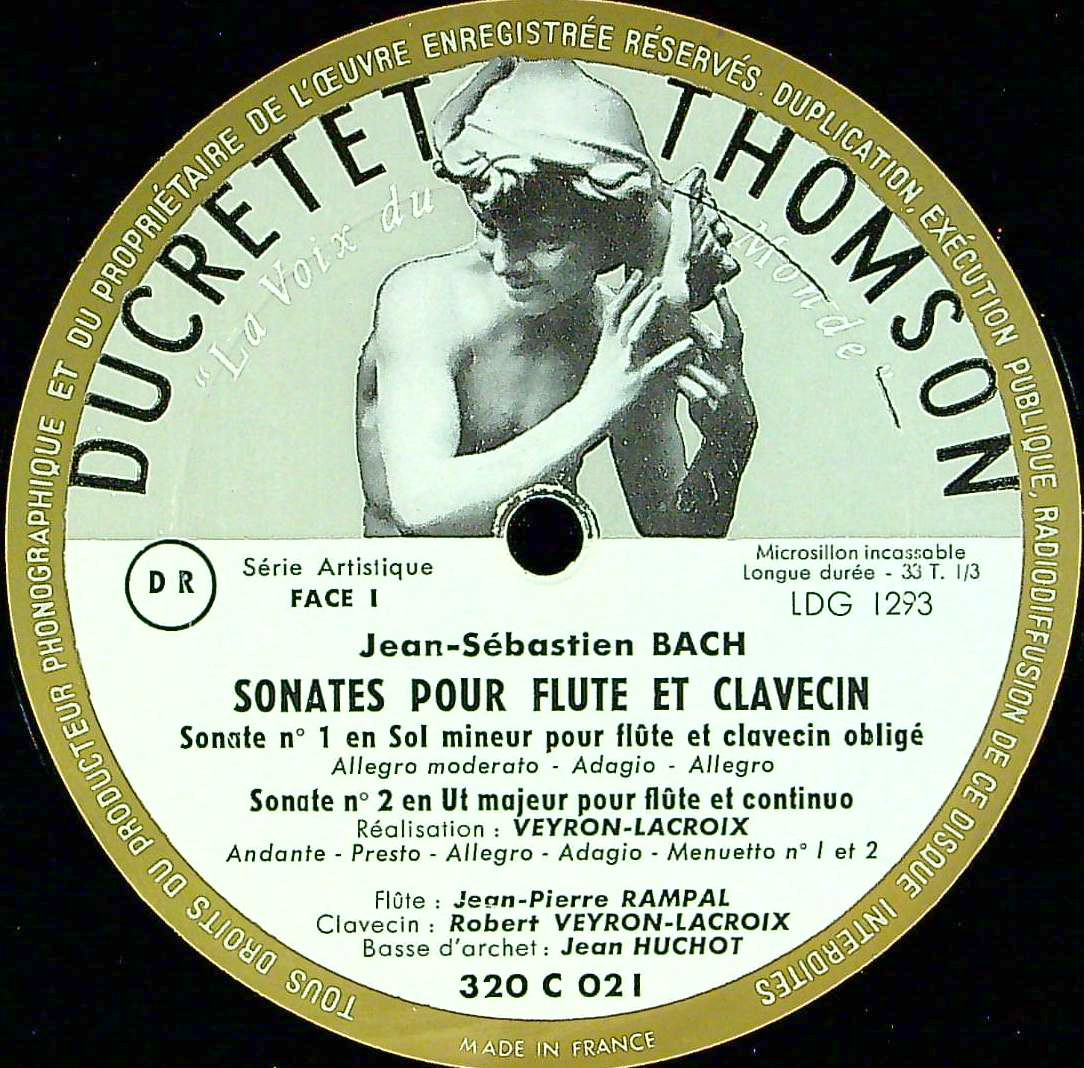 TOUS DROITS DU PRODUCTEUR PHONOGRAPHIQUE ET DU PROPRIÉTAIRE DE L'ŒUVRE ENREGISTRÉE RÉSERVÉS. DUPLICATION, EXÉCUTION PUBLIQUE, RADIODIFFUSION DE CE DISQUE INTERDITES
DUCRETET THOMSON
"La Voix du Monde"
DR
Série Artistique
FACE I
Microsillon incassable
Longue durée - 33 T. 1/3
LDG 1293
Jean-Sébastien BACH
SONATES POUR FLUTE ET CLAVECIN
Sonate n° 1 en Sol mineur pour flûte et clavecin obligé
Allegro moderato - Adagio - Allegro
Sonate n° 2 en Ut majeur pour flûte et continuo
Réalisation : VEYRON-LACROIX
Andante - Presto - Allegro - Adagio - Menuetto n° 1 et 2
Flûte : Jean-Pierre RAMPAL
Clavecin : Robert VEYRON-LACROIX
Basse d'archet : Jean HUCHOT
320 C 021
MADE IN FRANCE